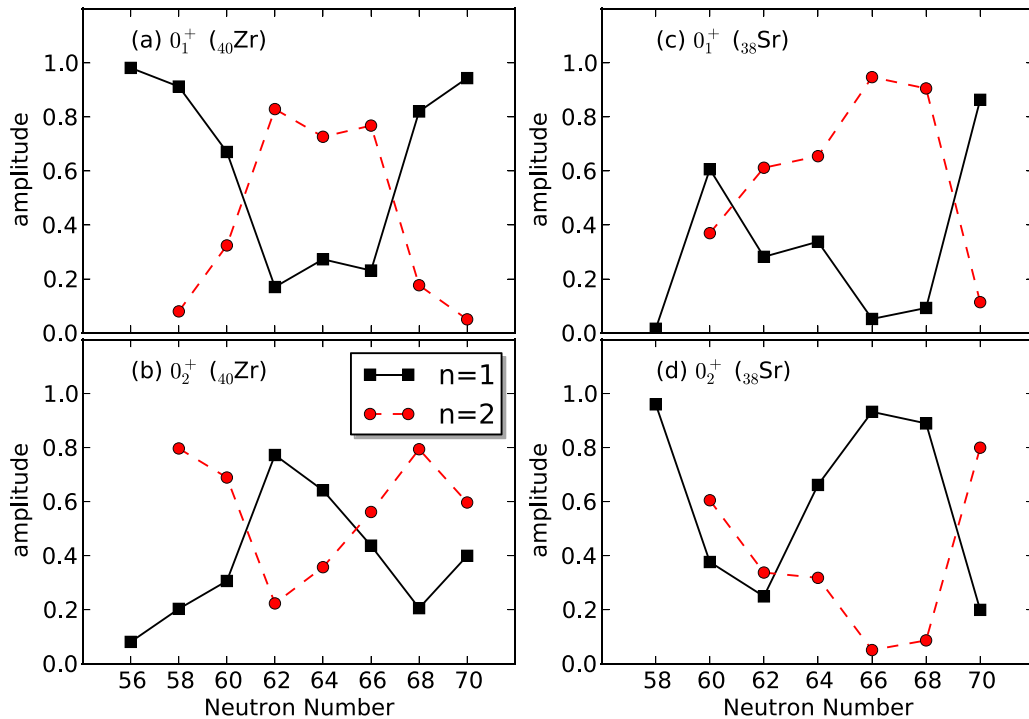 (a) 0₁⁺ (₄₀Zr)
1.0
0.8
0.6
0.4
0.2
0.0
amplitude
(c) 0₁⁺ (₃₈Sr)
1.0
0.8
0.6
0.4
0.2
0.0
amplitude
(b) 0₂⁺ (₄₀Zr)
n=1
n=2
1.0
0.8
0.6
0.4
0.2
0.0
amplitude
56 58 60 62 64 66 68 70
Neutron Number
(d) 0₂⁺ (₃₈Sr)
1.0
0.8
0.6
0.4
0.2
0.0
amplitude
58 60 62 64 66 68 70
Neutron Number